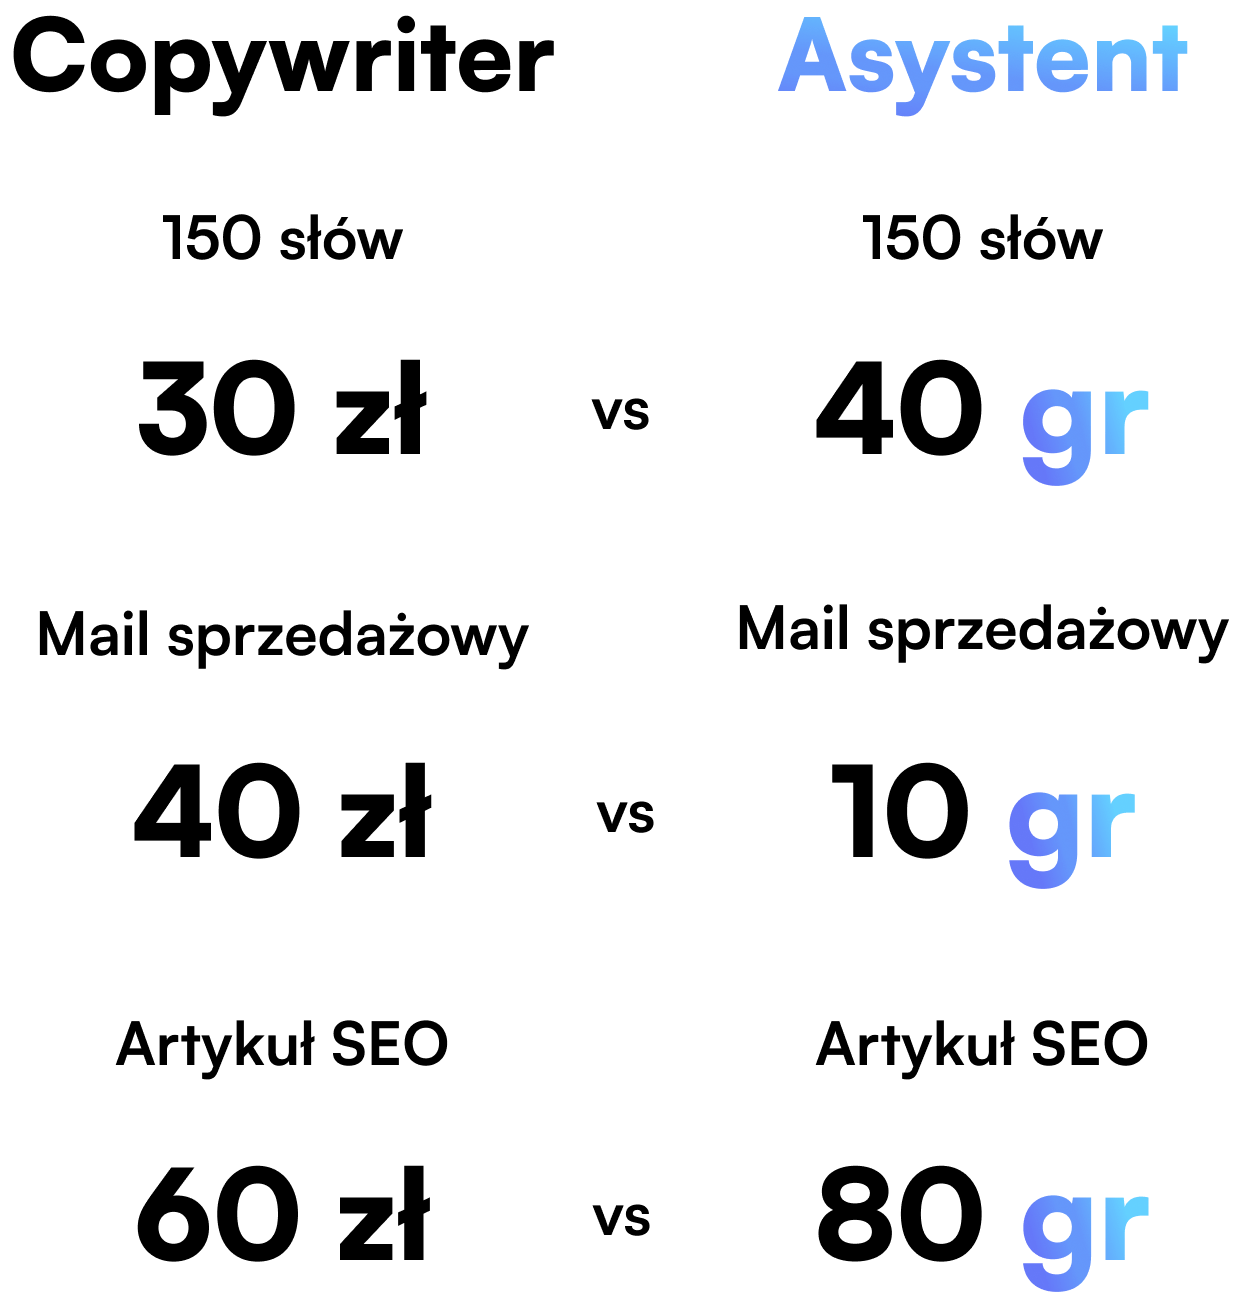 Copywriter Asystent
150 słów 150 słów
30 zł vs 40 gr
Mail sprzedażowy Mail sprzedażowy
40 zł vs 10 gr
Artykuł SEO Artykuł SEO
60 zł vs 80 gr